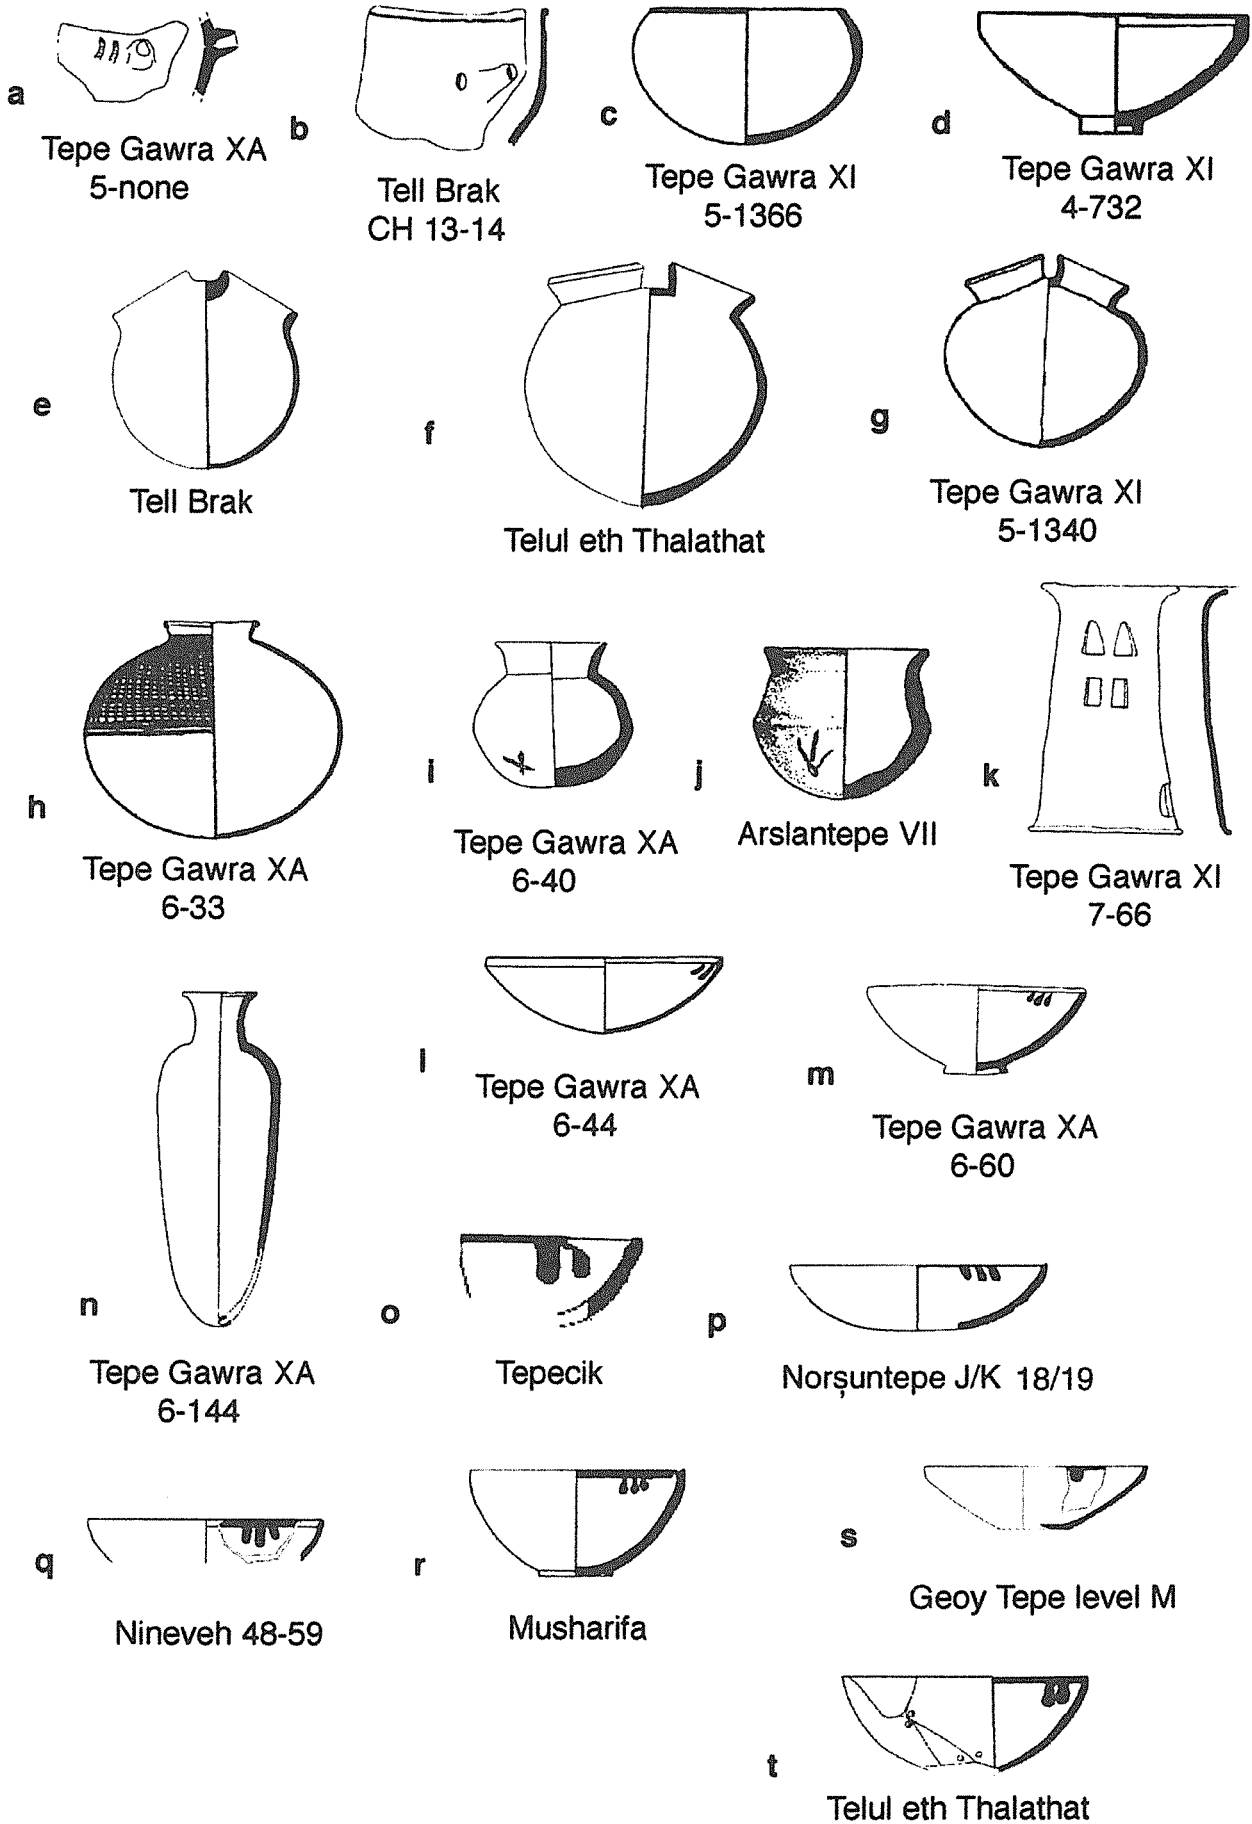 a
Tepe Gawra XA
5-none
b
Tell Brak
CH 13-14
c
Tepe Gawra XI
5-1366
d
Tepe Gawra XI
4-732
e
Tell Brak
f
Telul eth Thalathat
g
Tepe Gawra XI
5-1340
h
Tepe Gawra XA
6-33
i
Tepe Gawra XA
6-40
j
Arslantepe VII
k
Tepe Gawra XI
7-66
l
Tepe Gawra XA
6-44
m
Tepe Gawra XA
6-60
n
Tepe Gawra XA
6-144
o
Tepecik
p
Norşuntepe J/K 18/19
q
Nineveh 48-59
r
Musharifa
s
Geoy Tepe level M
t
Telul eth Thalathat